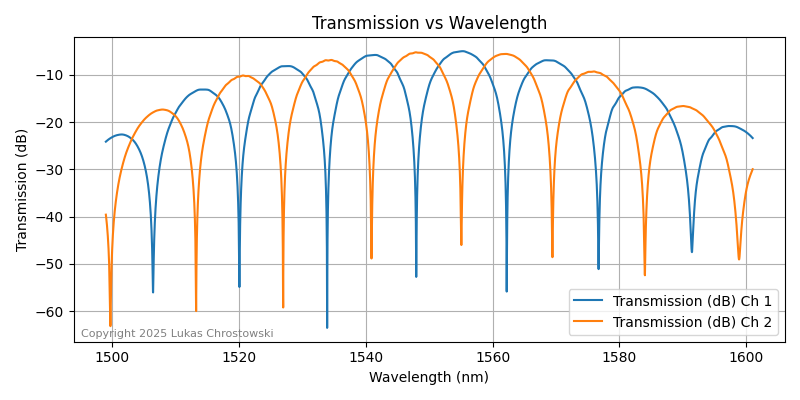 Transmission vs Wavelength
Transmission (dB)
−10
−20
−30
−40
−50
−60
Transmission (dB) Ch 1
Transmission (dB) Ch 2
Copyright 2025 Lukas Chrostowski
1500 1520 1540 1560 1580 1600
Wavelength (nm)